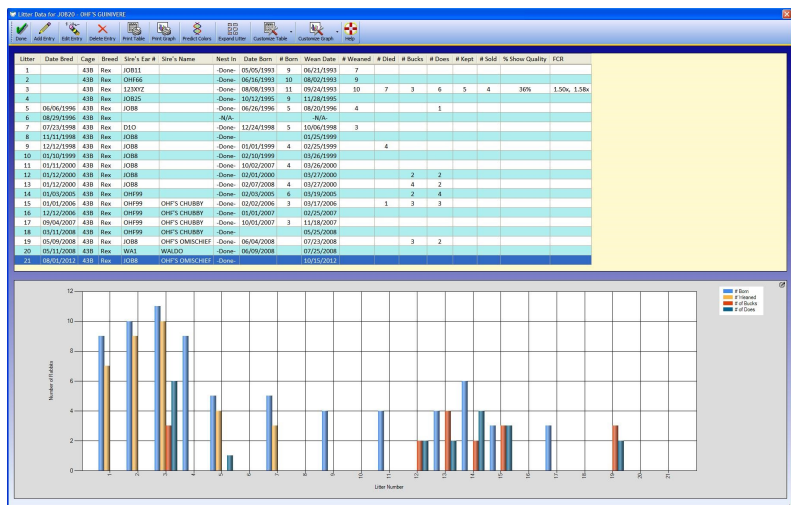 Litter Data for JOB20 - OHF'S GUINIVERE
Done Add Entry Edit Entry Delete Entry Print Table Print Graph Predict Colors Expand Litter Customize Table Customize Graph Help
Litter Date Bred Cage Breed Sire's Ear # Sire's Name Nest In Date Born # Born Wean Date # Weaned # Died # Bucks # Does # Kept # Sold % Show Quality FCR
1 43B Rex JOB11 -Done- 05/05/1993 9 06/21/1993 7
2 43B Rex OHF66 -Done- 06/16/1993 10 08/02/1993 9
3 43B Rex 123XYZ -Done- 08/08/1993 11 09/24/1993 10 7 3 6 5 4 36% 1.50x, 1.58x
4 43B Rex JOB25 -Done- 10/12/1995 9 11/28/1995
5 06/06/1996 43B Rex JOB8 -Done- 06/26/1996 5 08/20/1996 4 1
6 08/29/1996 43B Rex -N/A- -N/A-
7 07/23/1998 43B Rex D1O -Done- 12/24/1998 5 10/06/1998 3
8 11/11/1998 43B Rex JOB8 -Done- 01/25/1999
9 12/12/1998 43B Rex JOB8 -Done- 01/01/1999 4 02/25/1999 4
10 01/10/1999 43B Rex JOB8 -Done- 02/10/1999 03/26/1999
11 01/11/2000 43B Rex JOB8 -Done- 10/02/2007 4 03/26/2000
12 01/12/2000 43B Rex JOB8 -Done- 01/01/2000 03/27/2000 2 2
13 01/12/2000 43B Rex JOB8 -Done- 02/07/2008 4 03/27/2000 4 2
14 01/03/2005 43B Rex OHF99 -Done- 02/03/2005 6 03/19/2005 2 4
15 01/01/2006 43B Rex OHF99 OHF'S CHUBBY -Done- 02/02/2006 3 03/17/2006 1 3 3
16 12/12/2006 43B Rex OHF99 OHF'S CHUBBY -Done- 01/01/2007 02/25/2007
17 09/04/2007 43B Rex OHF99 OHF'S CHUBBY -Done- 10/01/2007 3 11/18/2007
18 03/11/2008 43B Rex OHF99 OHF'S CHUBBY -Done- 05/25/2008
19 05/09/2008 43B Rex JOB8 OHF'S OMISCHIEF -Done- 06/04/2008 07/23/2008 3 2
20 05/11/2008 43B Rex WA1 WALDO -Done- 06/09/2008 07/25/2008
21 08/01/2012 43B Rex JOB8 OHF'S OMISCHIEF -Done- 10/15/2012
# Born
# Weaned
# of Bucks
# of Does
12
10
8
6
4
2
0
Number of Rabbits
1 2 3 4 5 6 7 8 9 10 11 12 13 14 15 16 17 18 19 20 21
Litter Number